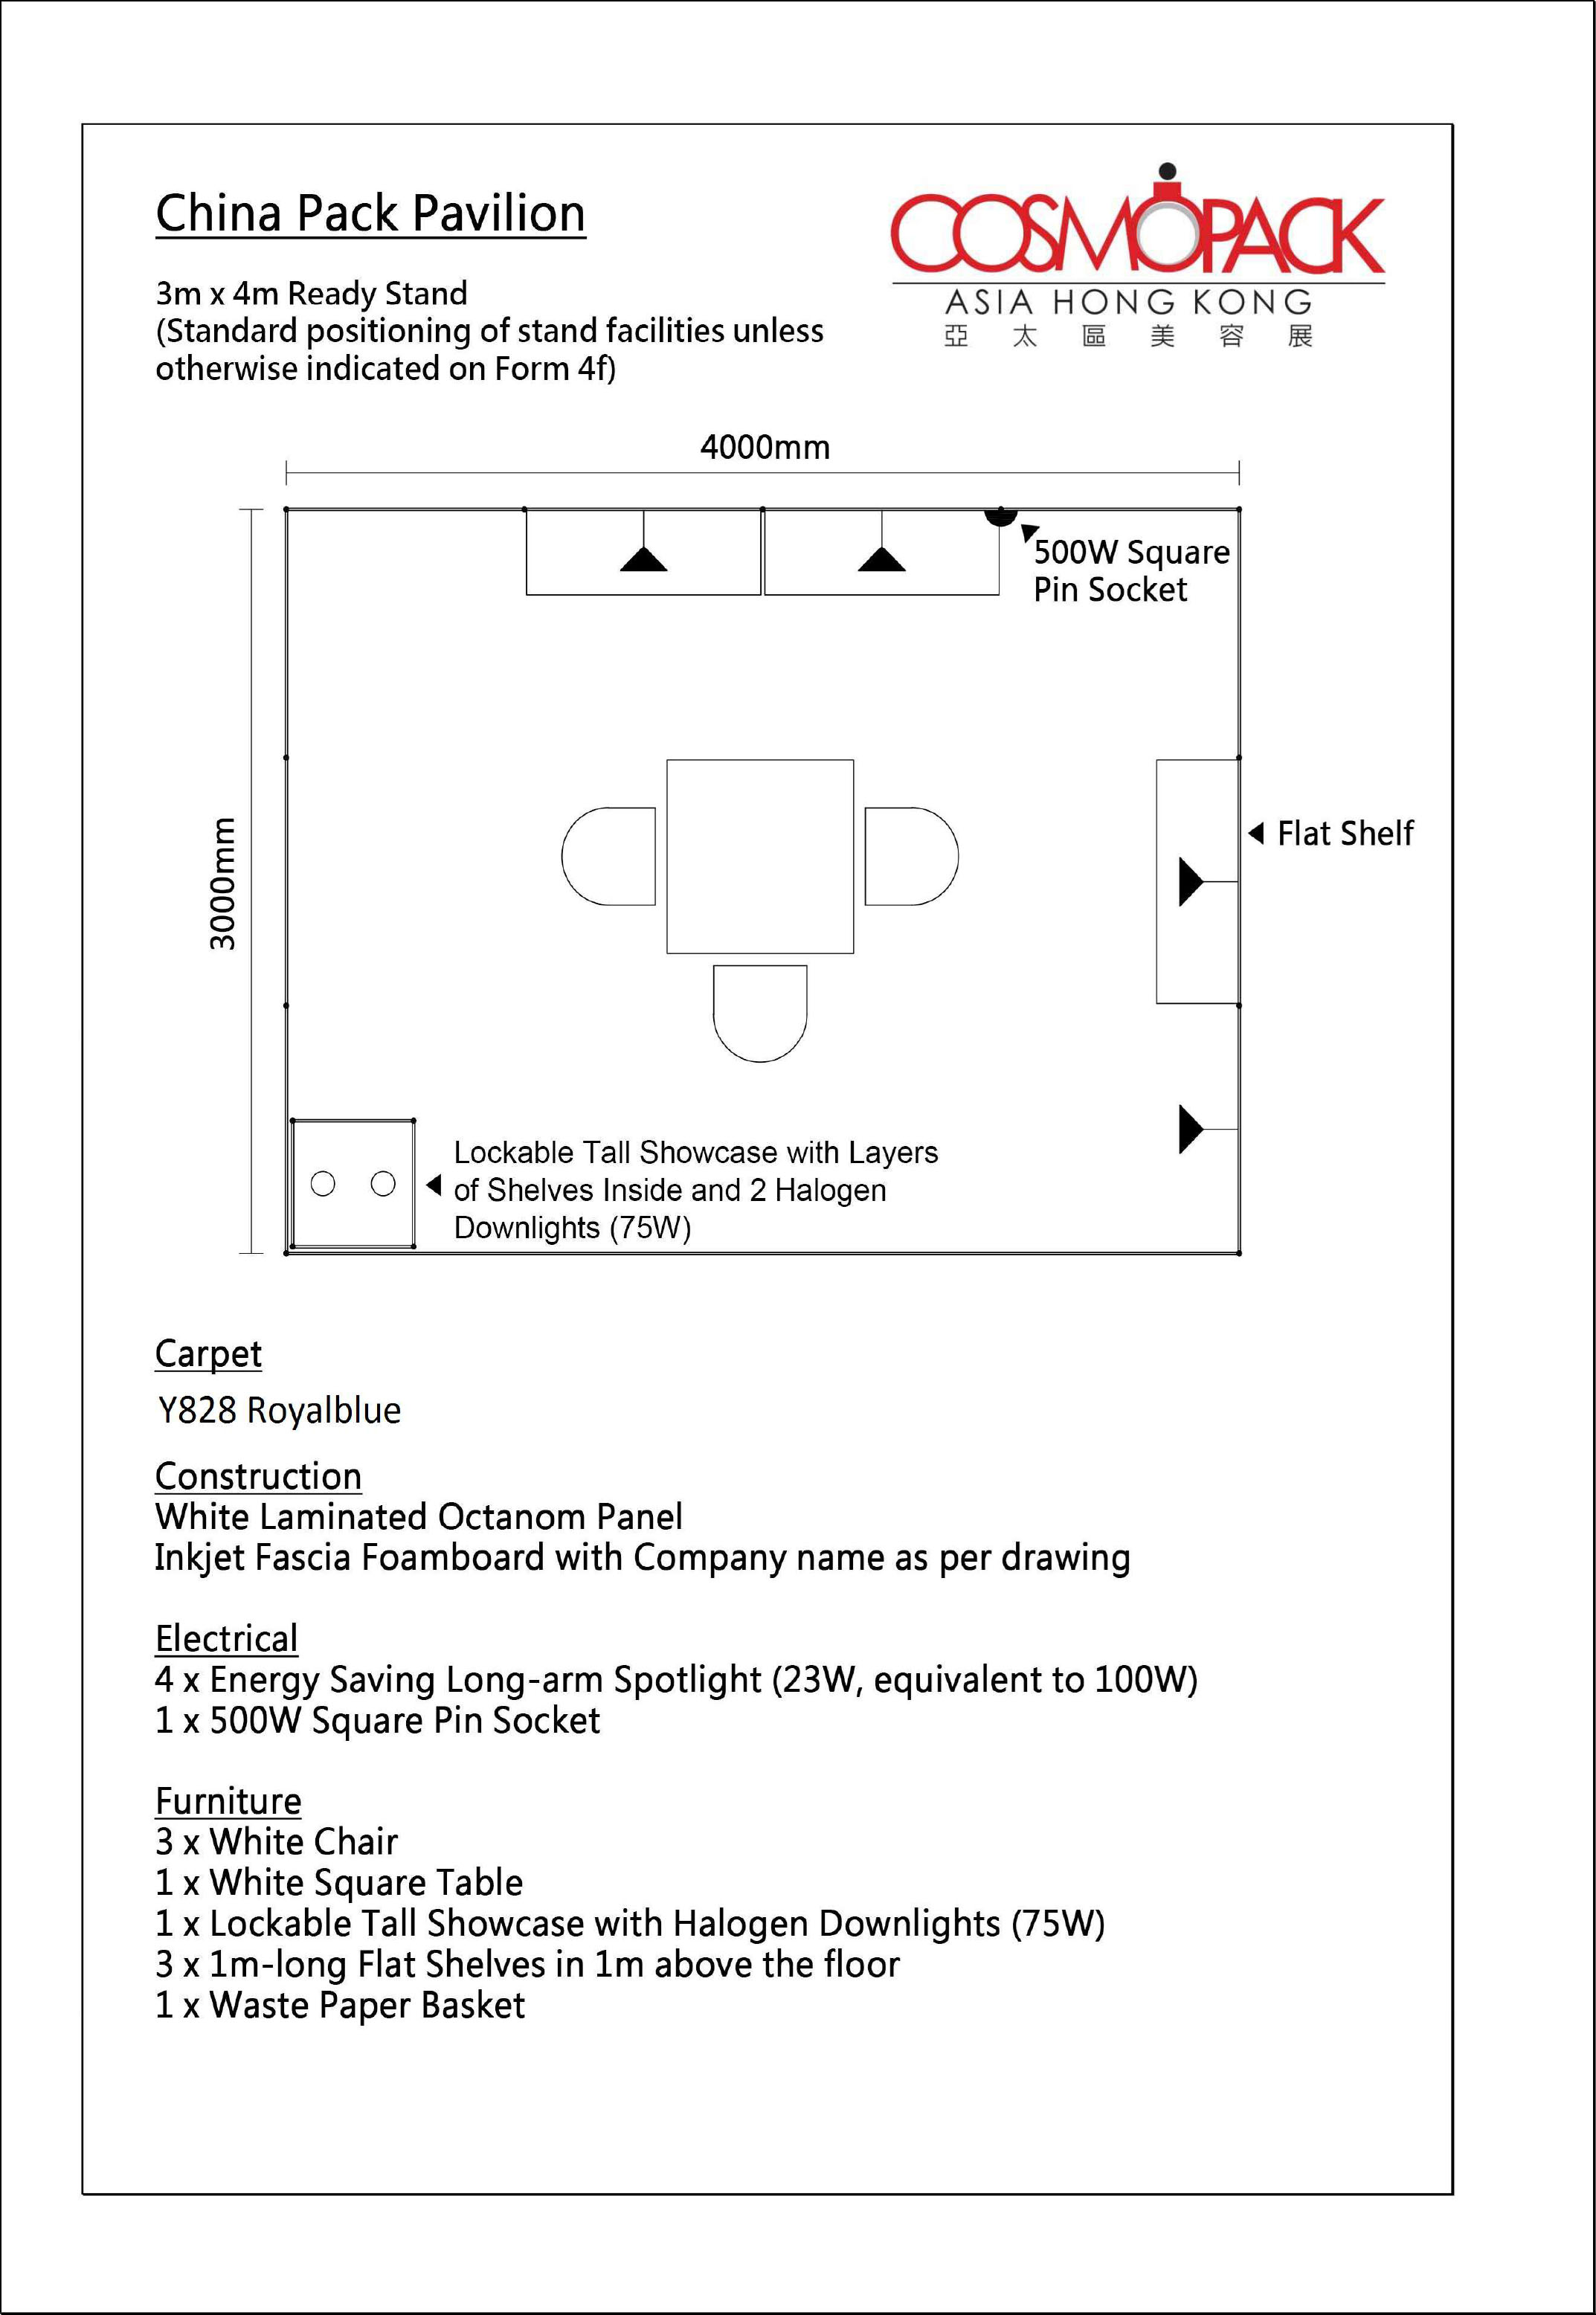 China Pack Pavilion
COSMOPACK
ASIA HONG KONG
亞太區美容展
3m x 4m Ready Stand
(Standard positioning of stand facilities unless
otherwise indicated on Form 4f)
4000mm
500W Square
Pin Socket
3000mm
Flat Shelf
Lockable Tall Showcase with Layers
of Shelves Inside and 2 Halogen
Downlights (75W)
Carpet
Y828 Royalblue
Construction
White Laminated Octanom Panel
Inkjet Fascia Foamboard with Company name as per drawing
Electrical
4 x Energy Saving Long-arm Spotlight (23W, equivalent to 100W)
1 x 500W Square Pin Socket
Furniture
3 x White Chair
1 x White Square Table
1 x Lockable Tall Showcase with Halogen Downlights (75W)
3 x 1m-long Flat Shelves in 1m above the floor
1 x Waste Paper Basket